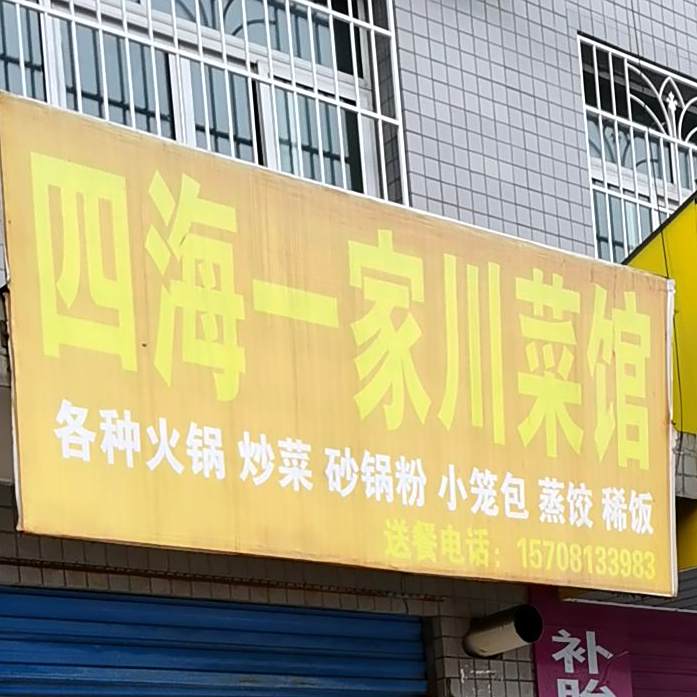 四海一家川菜馆
各种火锅 炒菜 砂锅粉 小笼包 蒸饺 稀饭
送餐电话：15708133983
补
胎